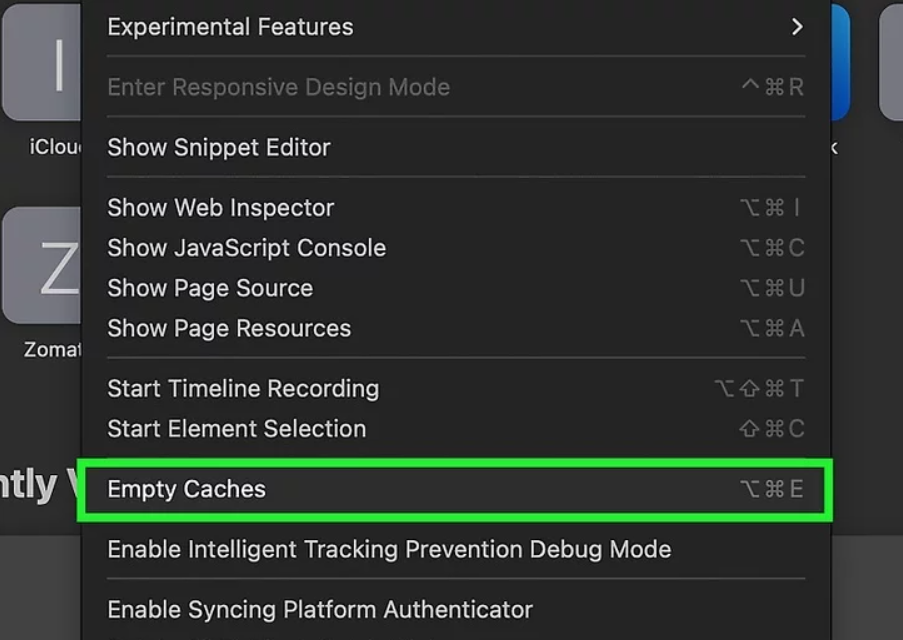 Experimental Features
Enter Responsive Design Mode ^⌘R
Show Snippet Editor
Show Web Inspector ⌥⌘I
Show JavaScript Console ⌥⌘C
Show Page Source ⌥⌘U
Show Page Resources ⌥⌘A
Start Timeline Recording ⌥⇧⌘T
Start Element Selection ⇧⌘C
Empty Caches ⌥⌘E
Enable Intelligent Tracking Prevention Debug Mode
Enable Syncing Platform Authenticator
I
iClou
k
Z
Zomat
ntly